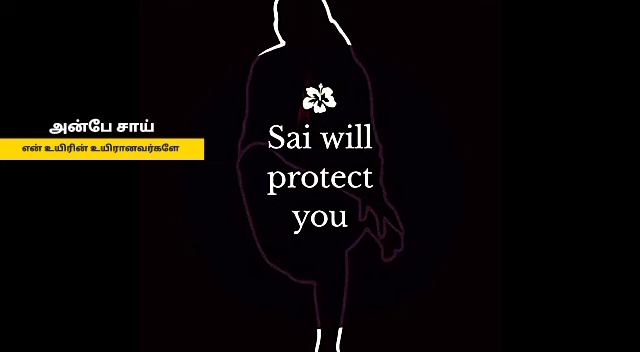 அன்பே சாய்
என் உயிரின் உயிரானவர்களே
Sai will
protect
you